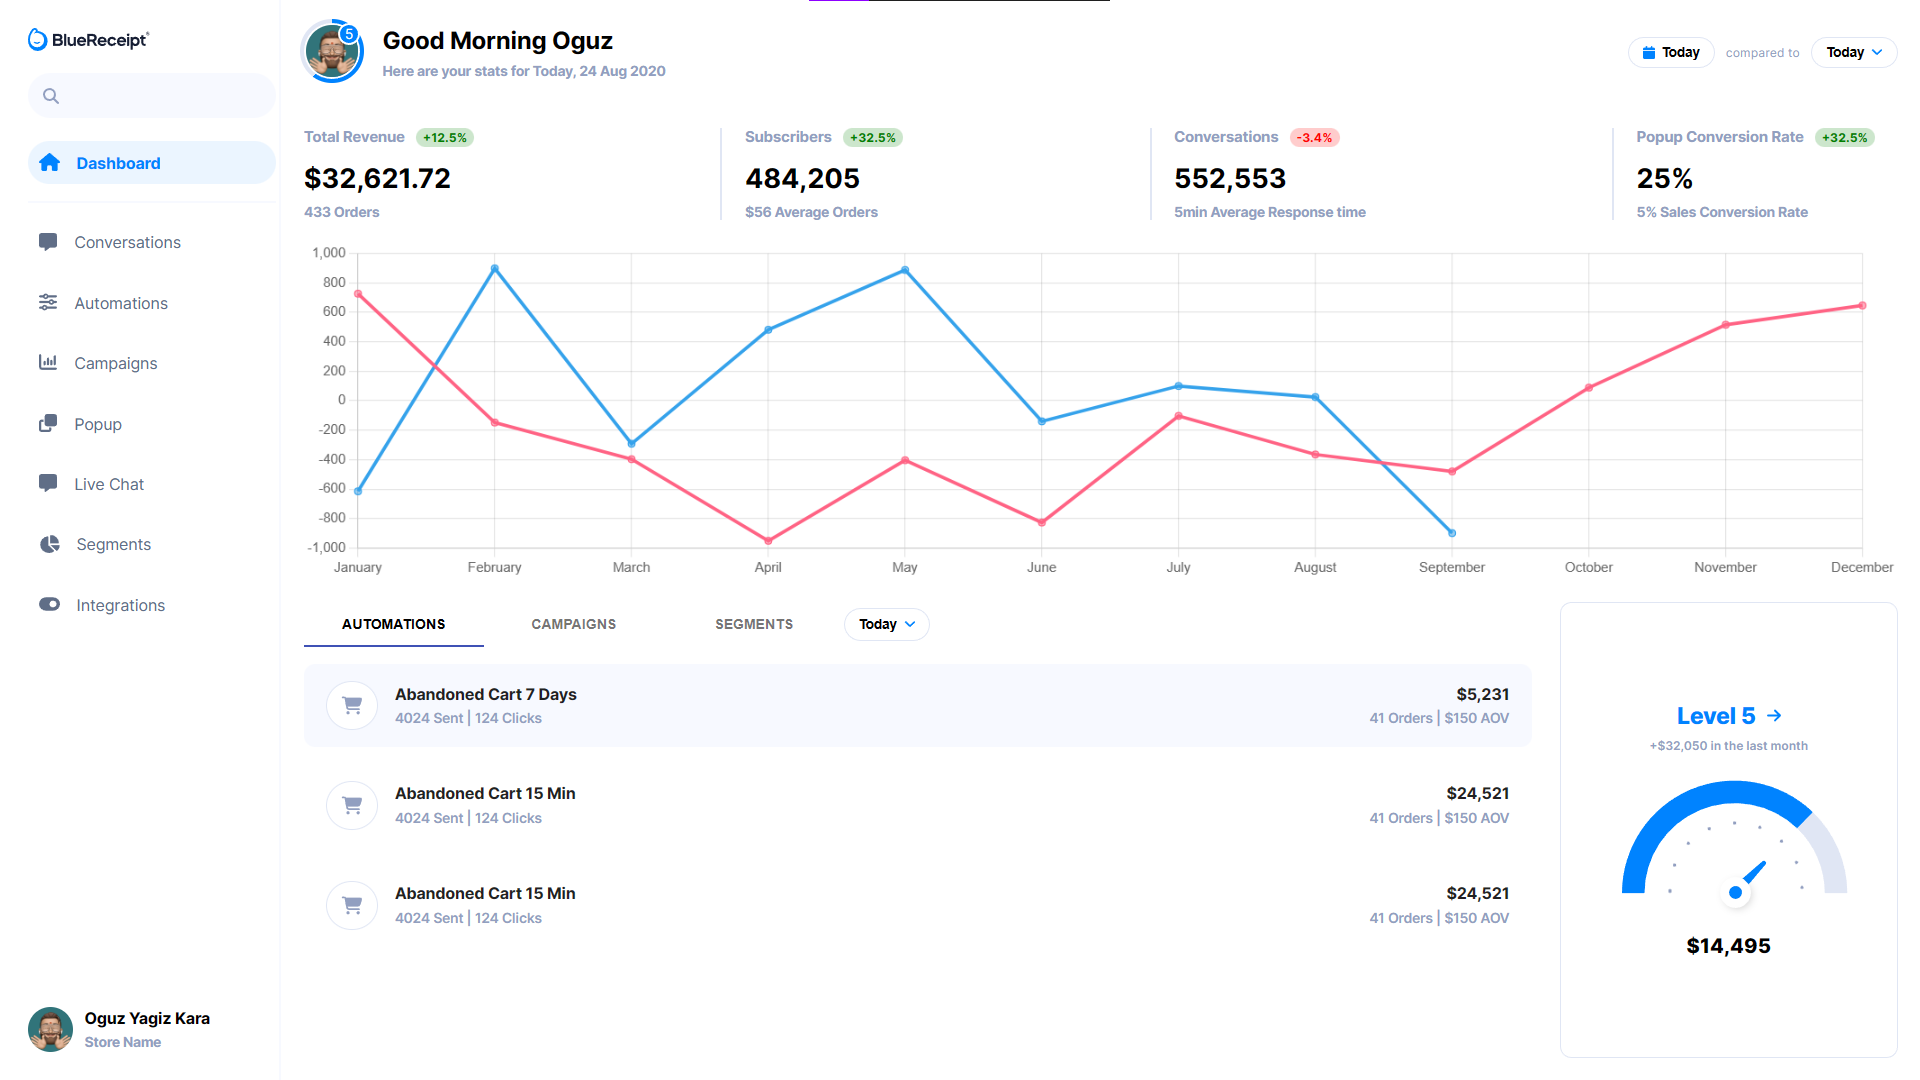 BlueReceipt®
5
Good Morning Oguz
Here are your stats for Today, 24 Aug 2020
Today compared to Today
Dashboard
Conversations
Automations
Campaigns
Popup
Live Chat
Segments
Integrations
Oguz Yagiz Kara
Store Name
Total Revenue +12.5%
$32,621.72
433 Orders
Subscribers +32.5%
484,205
$56 Average Orders
Conversations -3.4%
552,553
5min Average Response time
Popup Conversion Rate +32.5%
25%
5% Sales Conversion Rate
1,000
800
600
400
200
0
-200
-400
-600
-800
-1,000
January February March April May June July August September October November December
AUTOMATIONS CAMPAIGNS SEGMENTS Today
Abandoned Cart 7 Days $5,231
4024 Sent | 124 Clicks 41 Orders | $150 AOV
Abandoned Cart 15 Min $24,521
4024 Sent | 124 Clicks 41 Orders | $150 AOV
Abandoned Cart 15 Min $24,521
4024 Sent | 124 Clicks 41 Orders | $150 AOV
Level 5
+$32,050 in the last month
$14,495